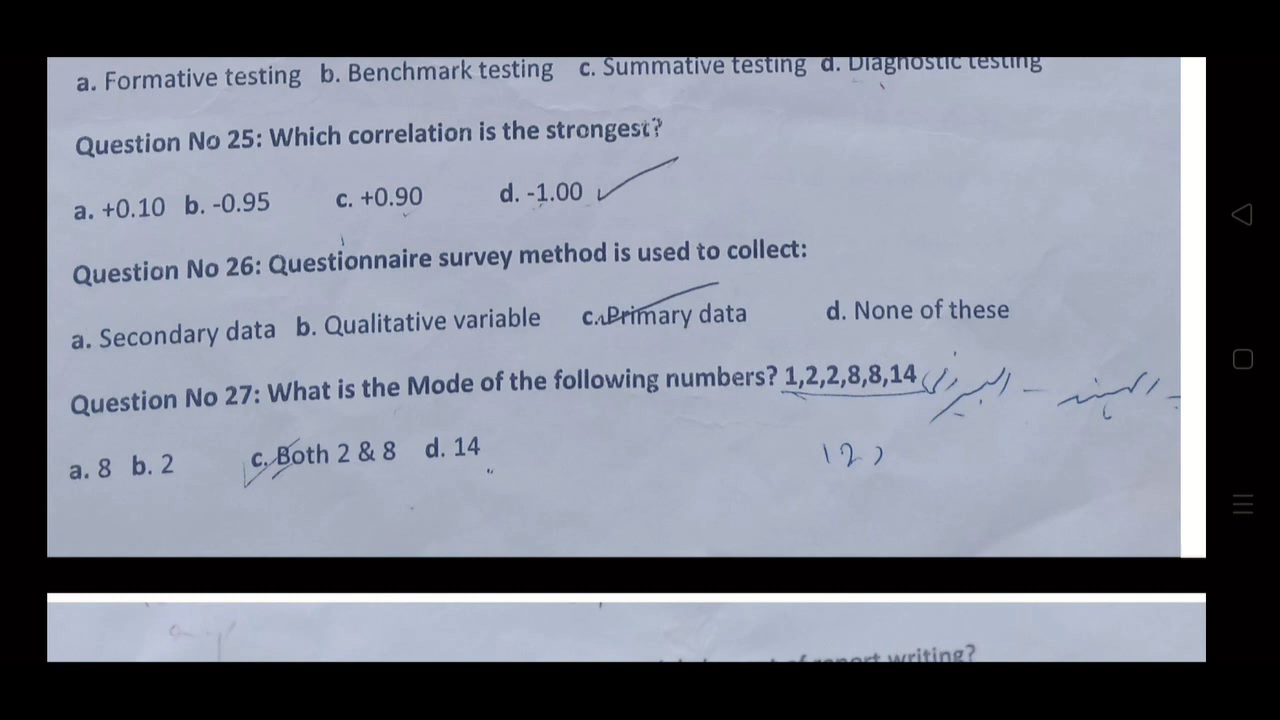 a. Formative testing b. Benchmark testing c. Summative testing d. Diagnostic testing
Question No 25: Which correlation is the strongest?
a. +0.10 b. -0.95 c. +0.90 d. -1.00
Question No 26: Questionnaire survey method is used to collect:
a. Secondary data b. Qualitative variable c. Primary data d. None of these
Question No 27: What is the Mode of the following numbers? 1,2,2,8,8,14
a. 8 b. 2 c. Both 2 & 8 d. 14
of report writing?